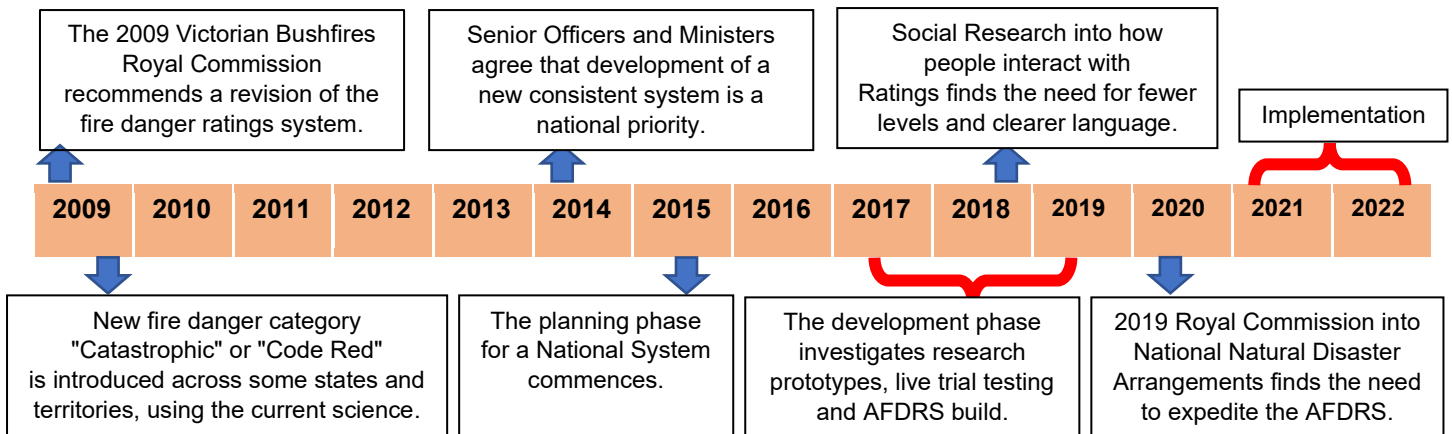 The 2009 Victorian Bushfires
Royal Commission
recommends a revision of the
fire danger ratings system.
Senior Officers and Ministers
agree that development of a
new consistent system is a
national priority.
Social Research into how
people interact with
Ratings finds the need for fewer
levels and clearer language.
Implementation
2009 2010 2011 2012 2013 2014 2015 2016 2017 2018 2019 2020 2021 2022
New fire danger category
"Catastrophic" or "Code Red"
is introduced across some states and
territories, using the current science.
The planning phase
for a National System
commences.
The development phase
investigates research
prototypes, live trial testing
and AFDRS build.
2019 Royal Commission into
National Natural Disaster
Arrangements finds the need
to expedite the AFDRS.